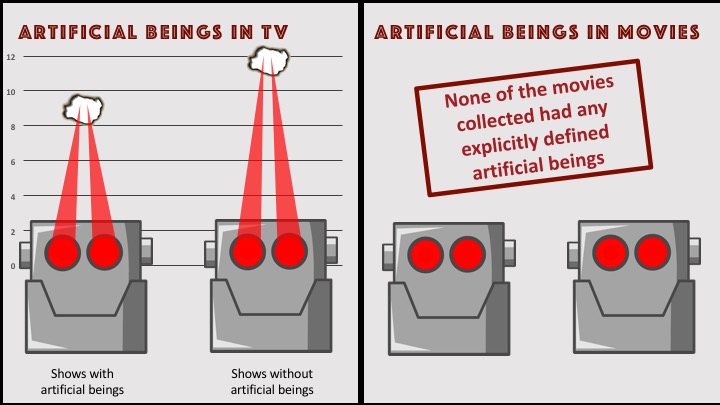 ARTIFICIAL BEINGS IN TV
12
10
8
6
4
2
0
Shows with
artificial beings
Shows without
artificial beings
ARTIFICIAL BEINGS IN MOVIES
None of the movies
collected had any
explicitly defined
artificial beings